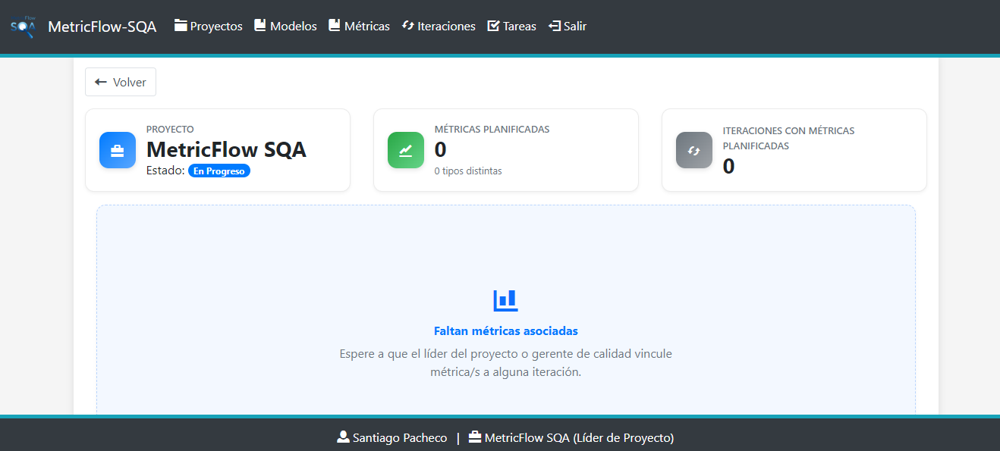 Flow
SQA
MetricFlow-SQA Proyectos Modelos Métricas Iteraciones Tareas Salir
Volver
PROYECTO
MetricFlow SQA
Estado: En Progreso
MÉTRICAS PLANIFICADAS
0
0 tipos distintas
ITERACIONES CON MÉTRICAS
PLANIFICADAS
0
Faltan métricas asociadas
Espere a que el líder del proyecto o gerente de calidad vincule
métrica/s a alguna iteración.
Santiago Pacheco | MetricFlow SQA (Líder de Proyecto)